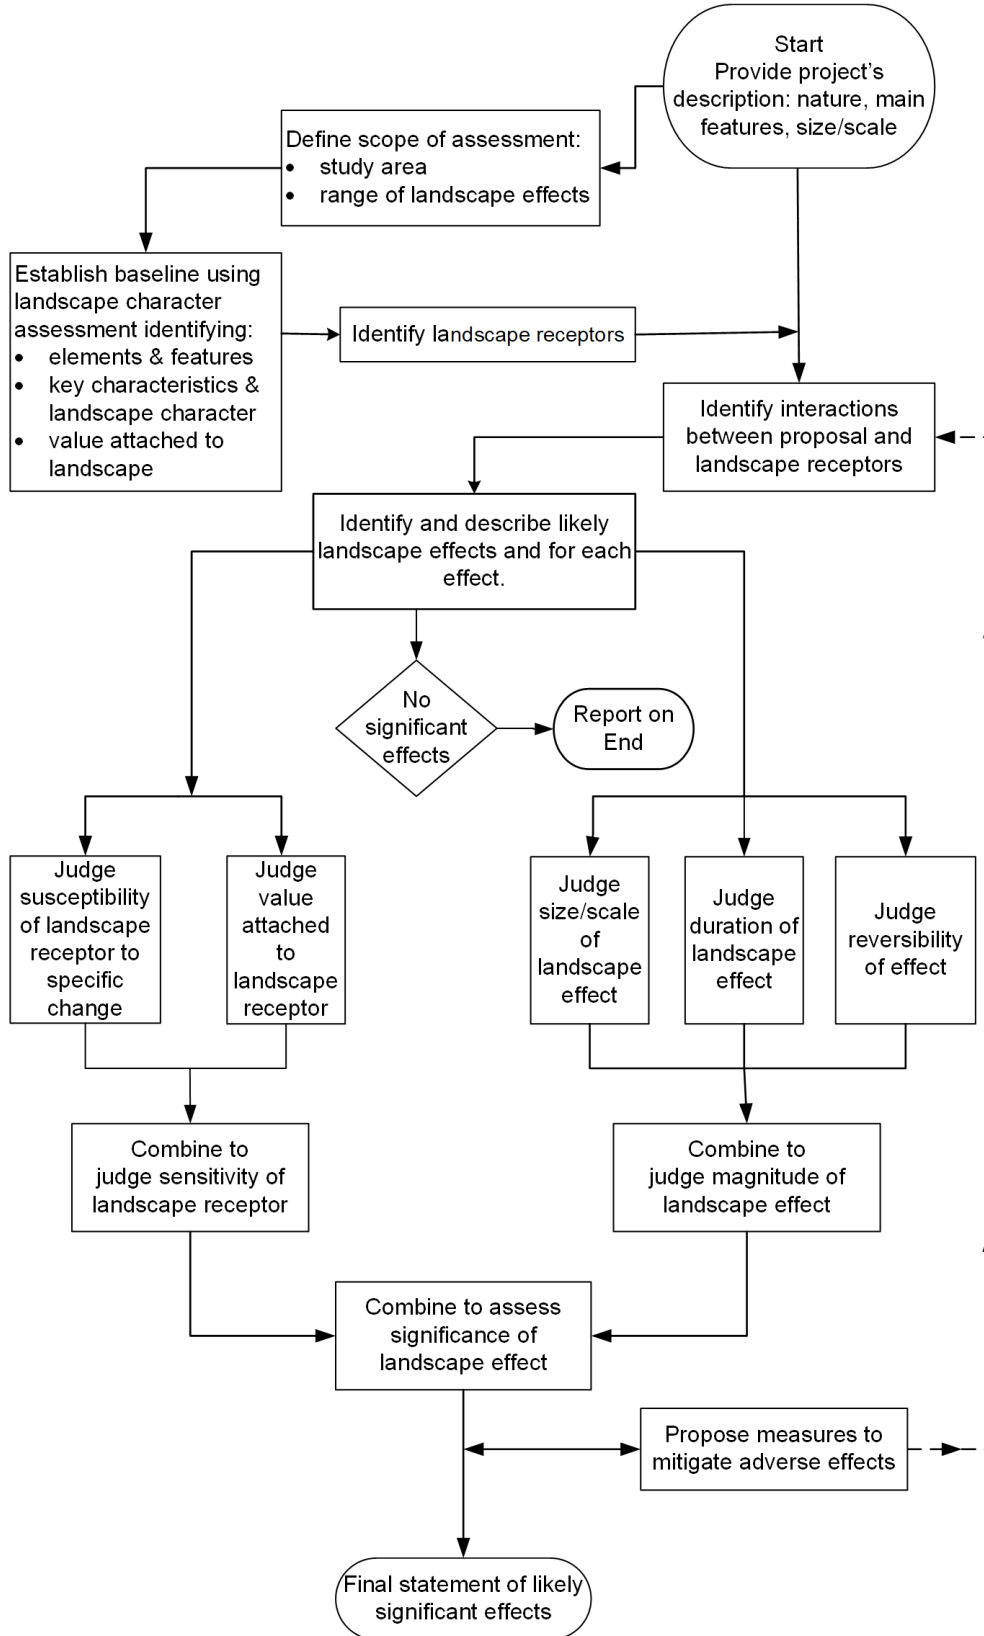 Start
Provide project's
description: nature, main
features, size/scale
Define scope of assessment:
• study area
• range of landscape effects
Establish baseline using
landscape character
assessment identifying:
• elements & features
• key characteristics &
landscape character
• value attached to
landscape
Identify landscape receptors
Identify interactions
between proposal and
landscape receptors
Identify and describe likely
landscape effects and for each
effect.
No
significant
effects
Report on
End
Judge
susceptibility
of landscape
receptor to
specific
change
Judge
value
attached
to
landscape
receptor
Judge
size/scale
of
landscape
effect
Judge
duration of
landscape
effect
Judge
reversibility
of effect
Combine to
judge sensitivity of
landscape receptor
Combine to
judge magnitude of
landscape effect
Combine to assess
significance of
landscape effect
Propose measures to
mitigate adverse effects
Final statement of likely
significant effects